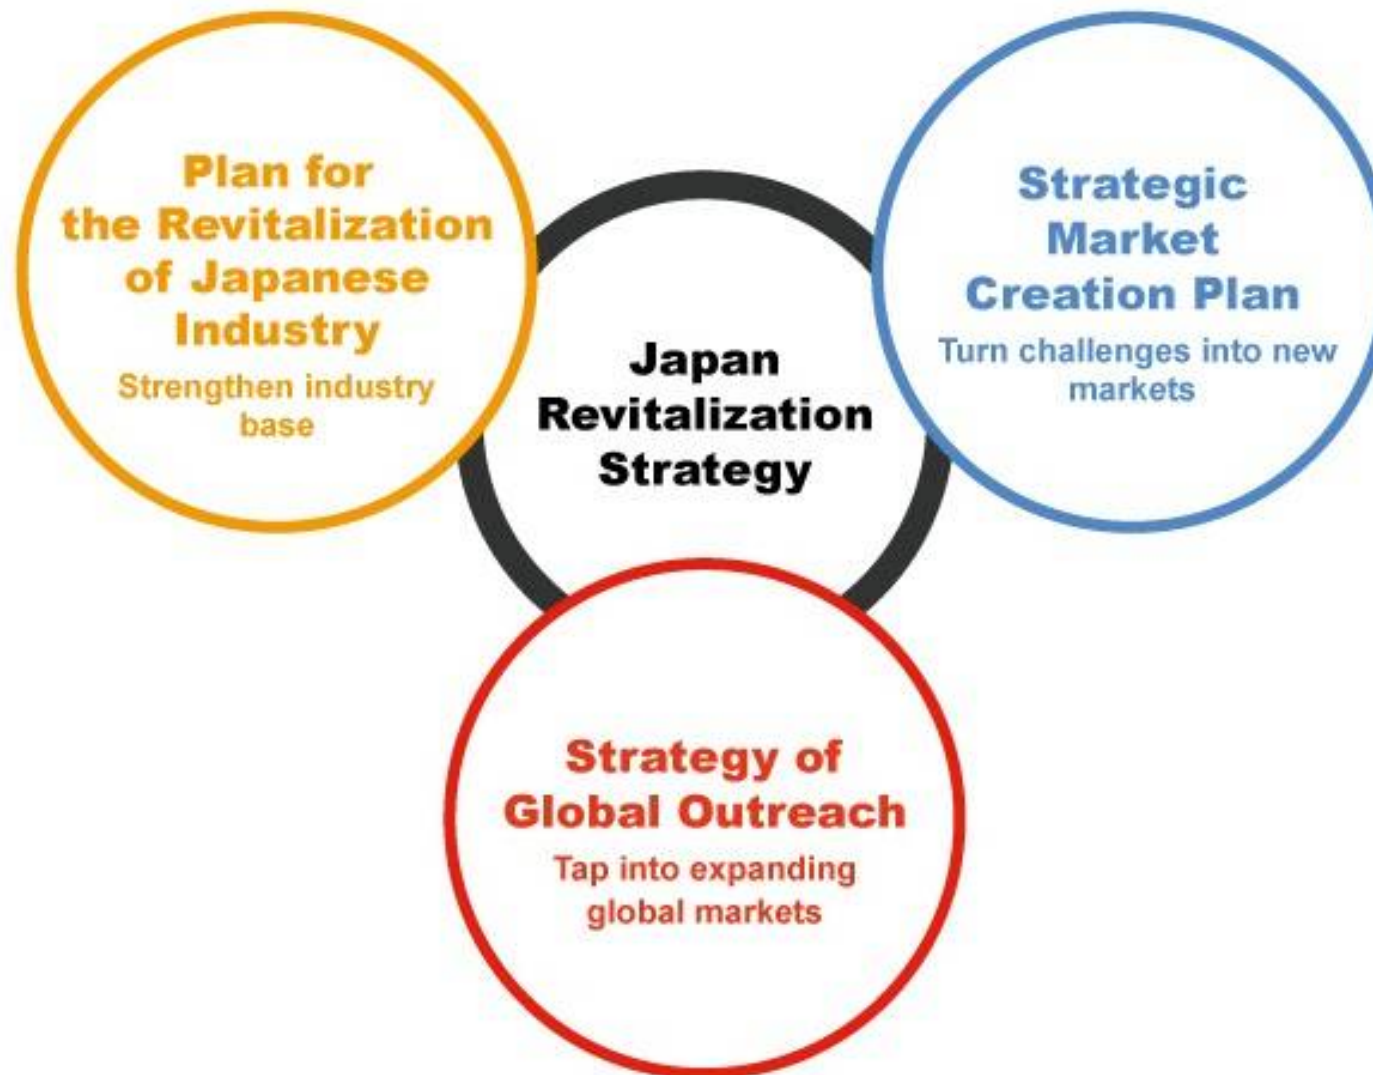 Plan for
the Revitalization
of Japanese
Industry
Strengthen industry
base
Japan
Revitalization
Strategy
Strategic
Market
Creation Plan
Turn challenges into new
markets
Strategy of
Global Outreach
Tap into expanding
global markets